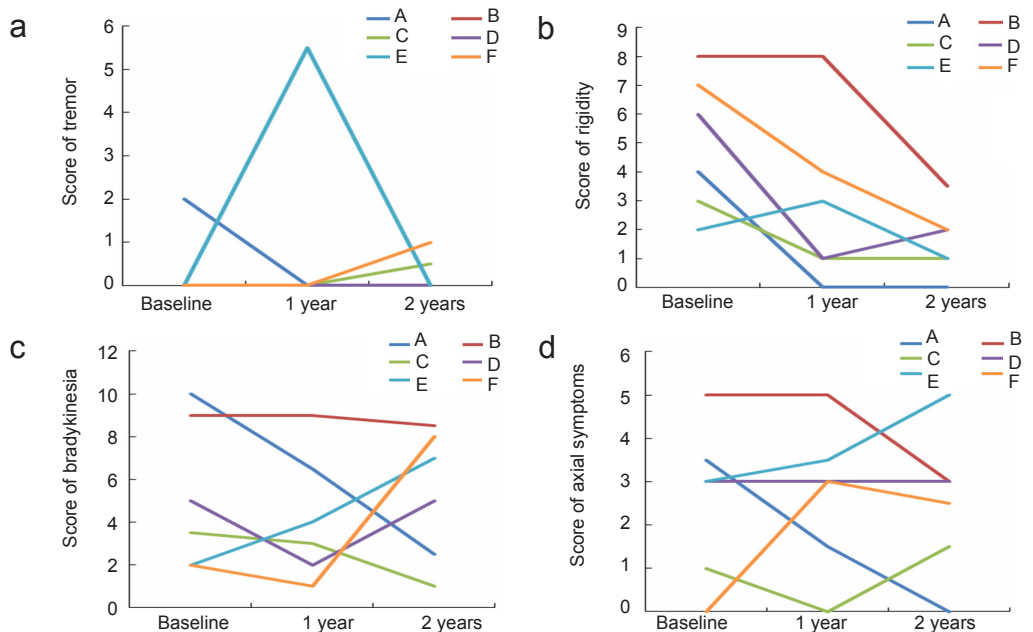 a
A B
C D
E F
Score of tremor
6
5
4
3
2
1
0
Baseline 1 year 2 years
b
A B
C D
E F
Score of rigidity
9
8
7
6
5
4
3
2
1
0
Baseline 1 year 2 years
c
A B
C D
E F
Score of bradykinesia
12
10
8
6
4
2
0
Baseline 1 year 2 years
d
A B
C D
E F
Score of axial symptoms
6
5
4
3
2
1
0
Baseline 1 year 2 years